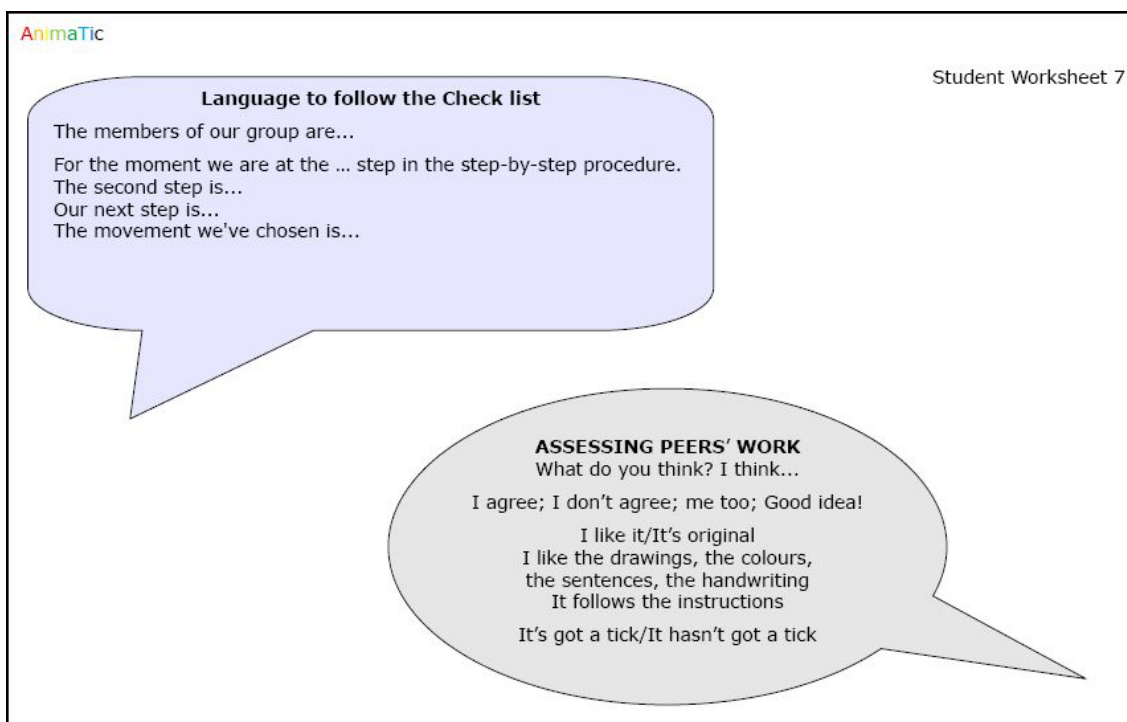 AnimaTic
Student Worksheet 7
Language to follow the Check list
The members of our group are...
For the moment we are at the ... step in the step-by-step procedure.
The second step is...
Our next step is...
The movement we've chosen is...
ASSESSING PEERS’ WORK
What do you think? I think...
I agree; I don’t agree; me too; Good idea!
I like it/It’s original
I like the drawings, the colours,
the sentences, the handwriting
It follows the instructions
It’s got a tick/It hasn’t got a tick